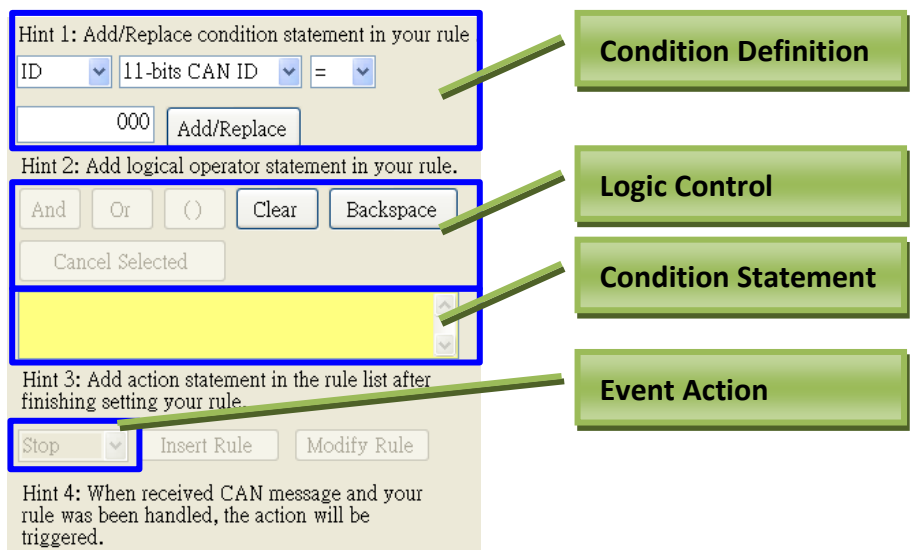 Hint 1: Add/Replace condition statement in your rule
ID 11-bits CAN ID =
000 Add/Replace
Condition Definition
Hint 2: Add logical operator statement in your rule.
And Or () Clear Backspace
Cancel Selected
Logic Control
Condition Statement
Hint 3: Add action statement in the rule list after
finishing setting your rule.
Event Action
Stop Insert Rule Modify Rule
Hint 4: When received CAN message and your
rule was been handled, the action will be
triggered.